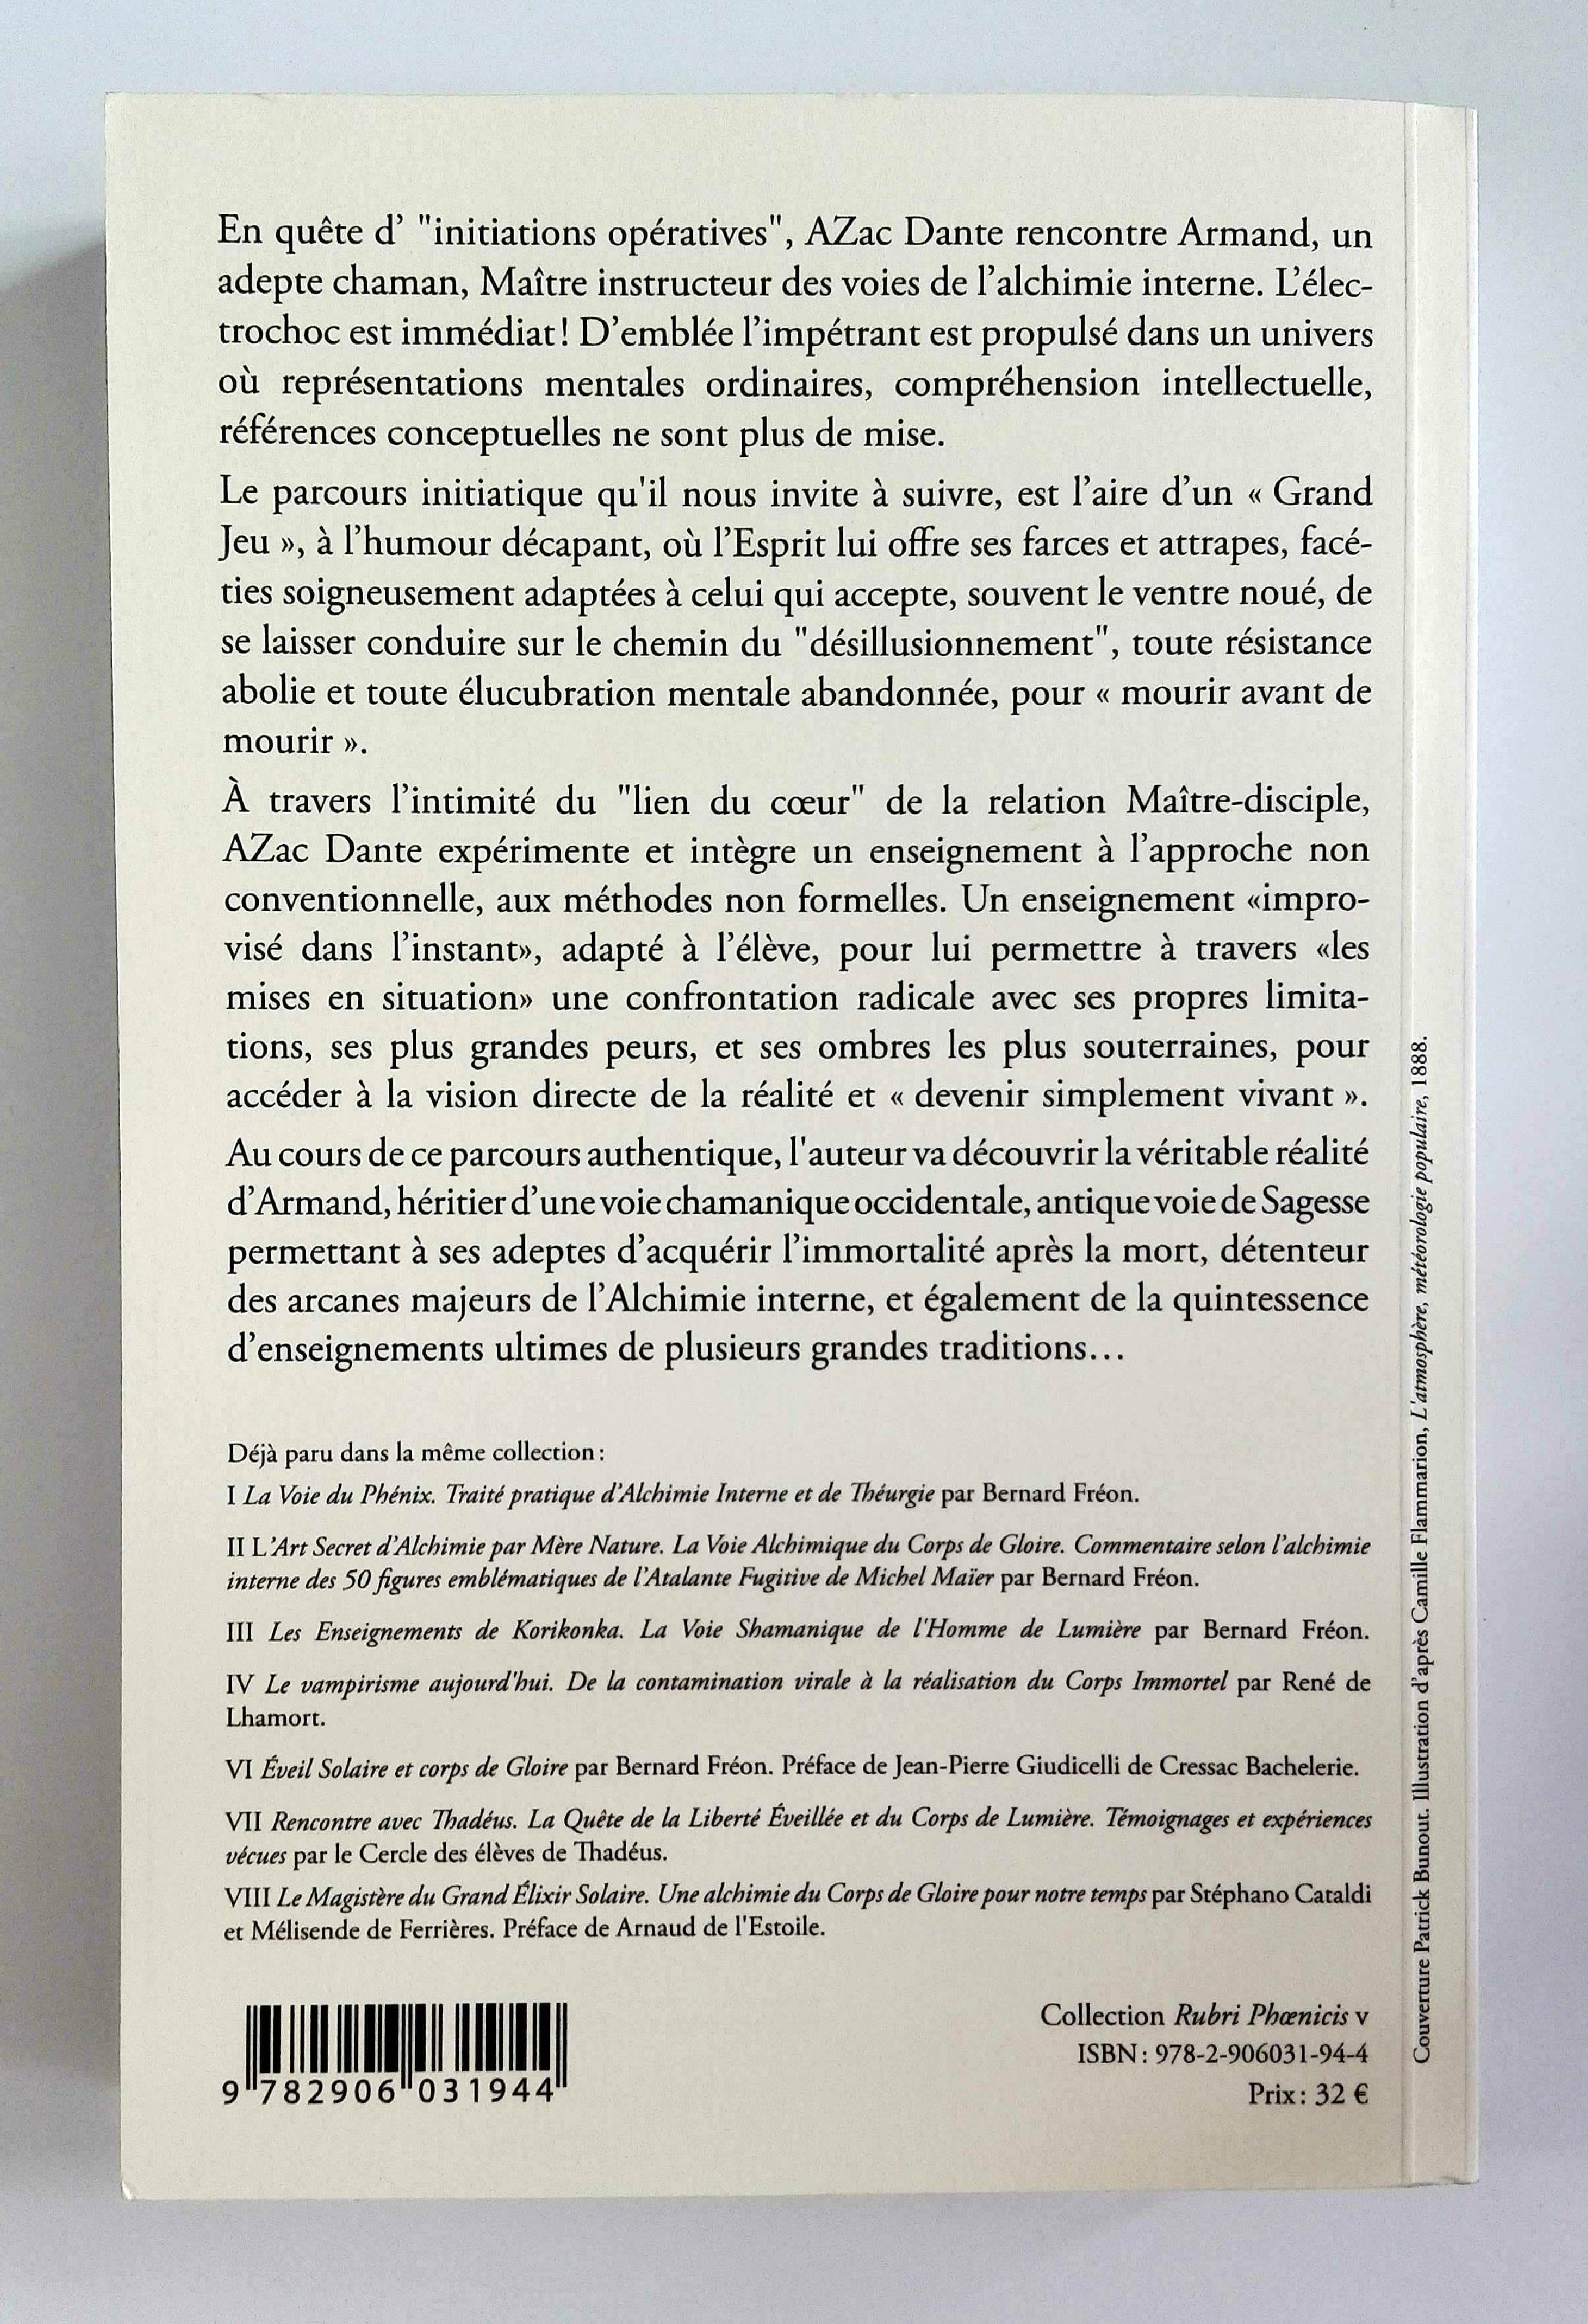 En quête d’ "initiations opératives", AZac Dante rencontre Armand, un
adepte chaman, Maître instructeur des voies de l’alchimie interne. L’élec-
trochoc est immédiat! D’emblée l’impétrant est propulsé dans un univers
où représentations mentales ordinaires, compréhension intellectuelle,
références conceptuelles ne sont plus de mise.
Le parcours initiatique qu'il nous invite à suivre, est l’aire d’un « Grand
Jeu », à l’humour décapant, où l’Esprit lui offre ses farces et attrapes, facé-
ties soigneusement adaptées à celui qui accepte, souvent le ventre noué, de
se laisser conduire sur le chemin du "désillusionnement", toute résistance
abolie et toute élucubration mentale abandonnée, pour « mourir avant de
mourir ».
À travers l’intimité du "lien du cœur" de la relation Maître-disciple,
AZac Dante expérimente et intègre un enseignement à l’approche non
conventionnelle, aux méthodes non formelles. Un enseignement «impro-
visé dans l’instant», adapté à l’élève, pour lui permettre à travers «les
mises en situation» une confrontation radicale avec ses propres limita-
tions, ses plus grandes peurs, et ses ombres les plus souterraines, pour
accéder à la vision directe de la réalité et « devenir simplement vivant ».
Au cours de ce parcours authentique, l'auteur va découvrir la véritable réalité
d’Armand, héritier d’une voie chamanique occidentale, antique voie de Sagesse
permettant à ses adeptes d’acquérir l’immortalité après la mort, détenteur
des arcanes majeurs de l’Alchimie interne, et également de la quintessence
d’enseignements ultimes de plusieurs grandes traditions…
Déjà paru dans la même collection :
I La Voie du Phénix. Traité pratique d’Alchimie Interne et de Théurgie par Bernard Fréon.
II L’Art Secret d’Alchimie par Mère Nature. La Voie Alchimique du Corps de Gloire. Commentaire selon l’alchimie
interne des 50 figures emblématiques de l’Atalante Fugitive de Michel Maïer par Bernard Fréon.
III Les Enseignements de Korikonka. La Voie Shamanique de l'Homme de Lumière par Bernard Fréon.
IV Le vampirisme aujourd'hui. De la contamination virale à la réalisation du Corps Immortel par René de
Lhamort.
VI Éveil Solaire et corps de Gloire par Bernard Fréon. Préface de Jean-Pierre Giudicelli de Cressac Bachelerie.
VII Rencontre avec Thadéus. La Quête de la Liberté Éveillée et du Corps de Lumière. Témoignages et expériences
vécues par le Cercle des élèves de Thadéus.
VIII Le Magistère du Grand Élixir Solaire. Une alchimie du Corps de Gloire pour notre temps par Stéphano Cataldi
et Mélisende de Ferrières. Préface de Arnaud de l'Estoile.
9 782906 031944
Collection Rubri Phœnicis V
ISBN : 978-2-906031-94-4
Prix : 32 €
Couverture Patrick Bunout. Illustration d’après Camille Flammarion, L'atmosphère, météorologie populaire, 1888.